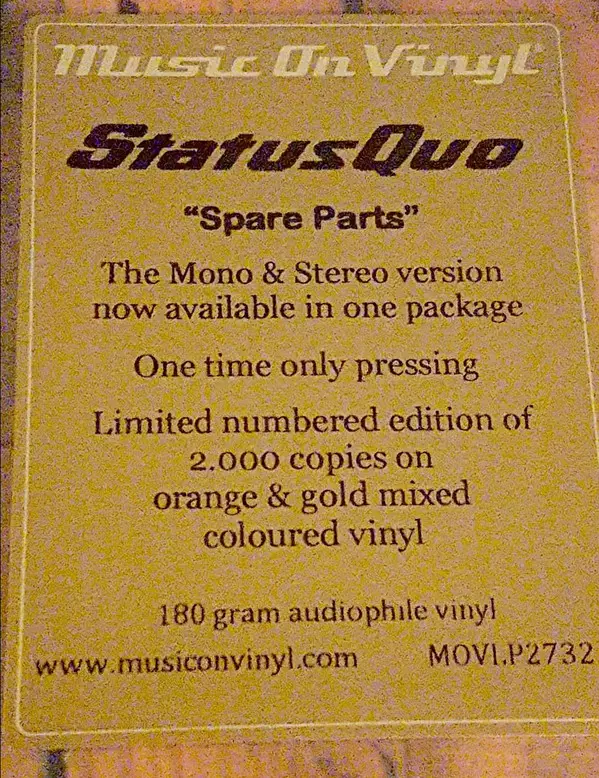 Music On Vinyl
StatusQuo
“Spare Parts”
The Mono & Stereo version
now available in one package
One time only pressing
Limited numbered edition of
2.000 copies on
orange & gold mixed
coloured vinyl
180 gram audiophile vinyl
www.musiconvinyl.com MOVLP2732